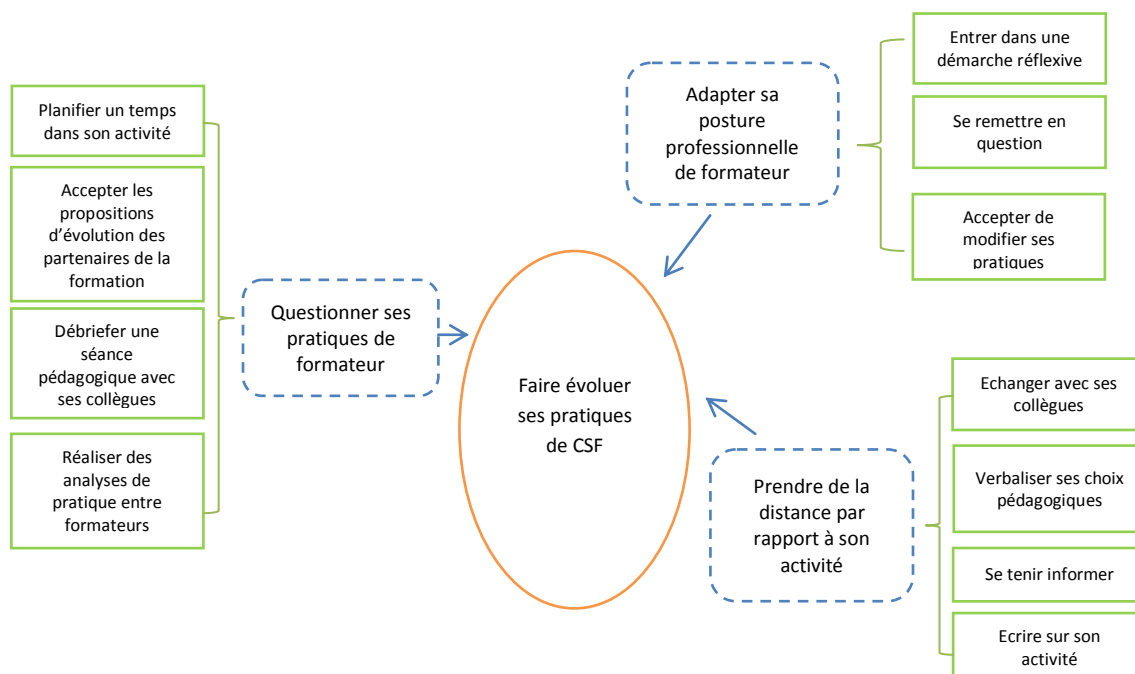 Planifier un temps
dans son activité
Accepter les
propositions
d’évolution des
partenaires de la
formation
Débriefer une
séance
pédagogique avec
ses collègues
Réaliser des
analyses de
pratique entre
formateurs
Questionner ses
pratiques de
formateur
Faire évoluer
ses pratiques
de CSF
Adapter sa
posture
professionnelle
de formateur
Entrer dans une
démarche réflexive
Se remettre en
question
Accepter de
modifier ses
pratiques
Prendre de la
distance par
rapport à son
activité
Echanger avec ses
collègues
Verbaliser ses choix
pédagogiques
Se tenir informer
Ecrire sur son
activité